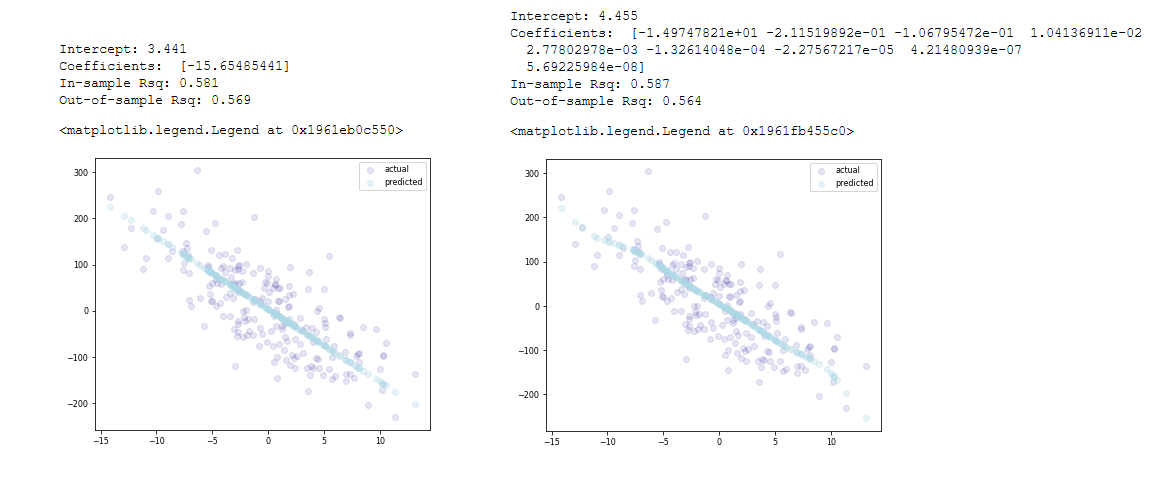 Intercept: 3.441
Coefficients:  [-15.65485441]
In-sample Rsq: 0.581
Out-of-sample Rsq: 0.569
<matplotlib.legend.Legend at 0x1961eb0c550>
actual
predicted
300
200
100
0
−100
−200
−15
−10
−5
0
5
10
Intercept: 4.455
Coefficients:  [-1.49747821e+01 -2.11519892e-01 -1.06795472e-01  1.04136911e-02
2.77802978e-03 -1.32614048e-04 -2.27567217e-05  4.21480939e-07
5.69225984e-08]
In-sample Rsq: 0.587
Out-of-sample Rsq: 0.564
<matplotlib.legend.Legend at 0x1961fb455c0>
actual
predicted
300
200
100
0
−100
−200
−15
−10
−5
0
5
10